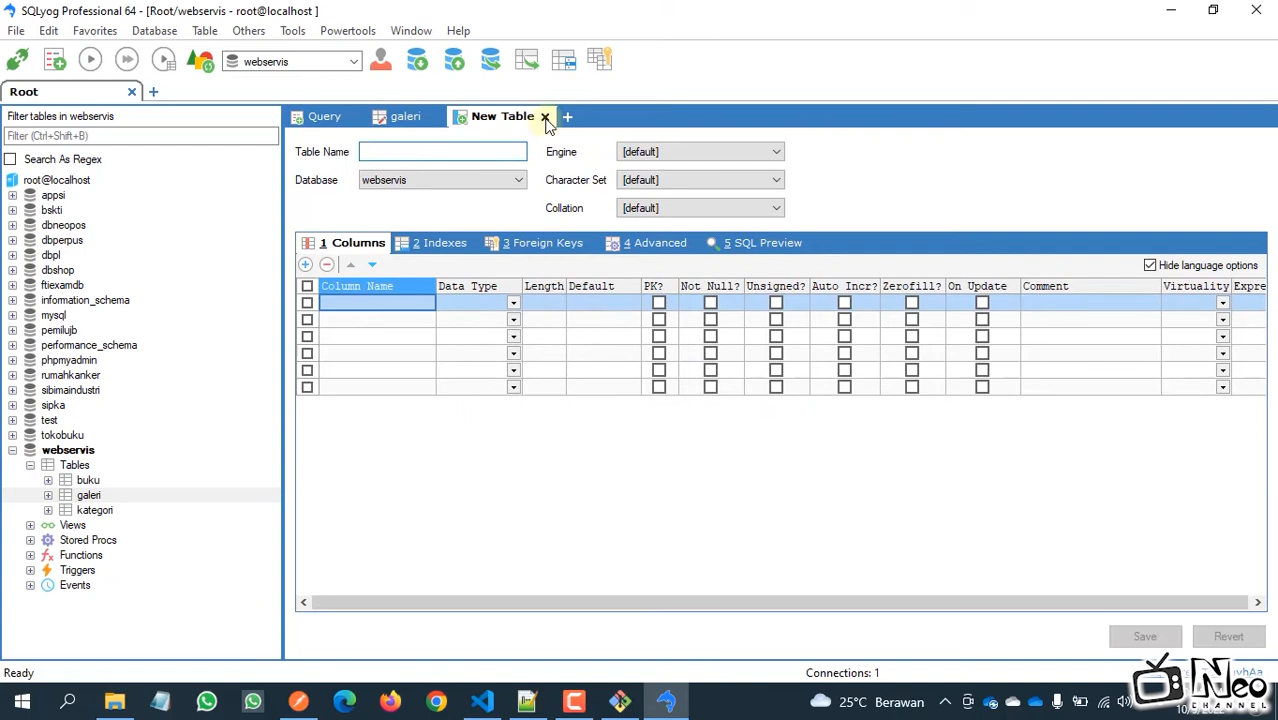 SQLyog Professional 64 - [Root/webservis - root@localhost ]
File Edit Favorites Database Table Others Tools Powertools Window Help
webservis
Root
Filter tables in webservis
Filter (Ctrl+Shift+B)
Search As Regex
root@localhost
appsi
bskti
dbneopos
dbperpus
dbpl
dbshop
ftiexamdb
information_schema
mysql
pemilujb
performance_schema
phpmyadmin
rumahkanker
sibimaindustri
sipka
test
tokobuku
webservis
Tables
buku
galeri
kategori
Views
Stored Procs
Functions
Triggers
Events
Query galeri New Table
Table Name Engine [default]
Database webservis Character Set [default]
Collation [default]
1 Columns 2 Indexes 3 Foreign Keys 4 Advanced 5 SQL Preview
Hide language options
Column Name Data Type Length Default PK? Not Null? Unsigned? Auto Incr? Zerofill? On Update Comment Virtuality Expre
Save Revert
Ready Connections: 1
25°C Berawan
Neo
CHANNEL